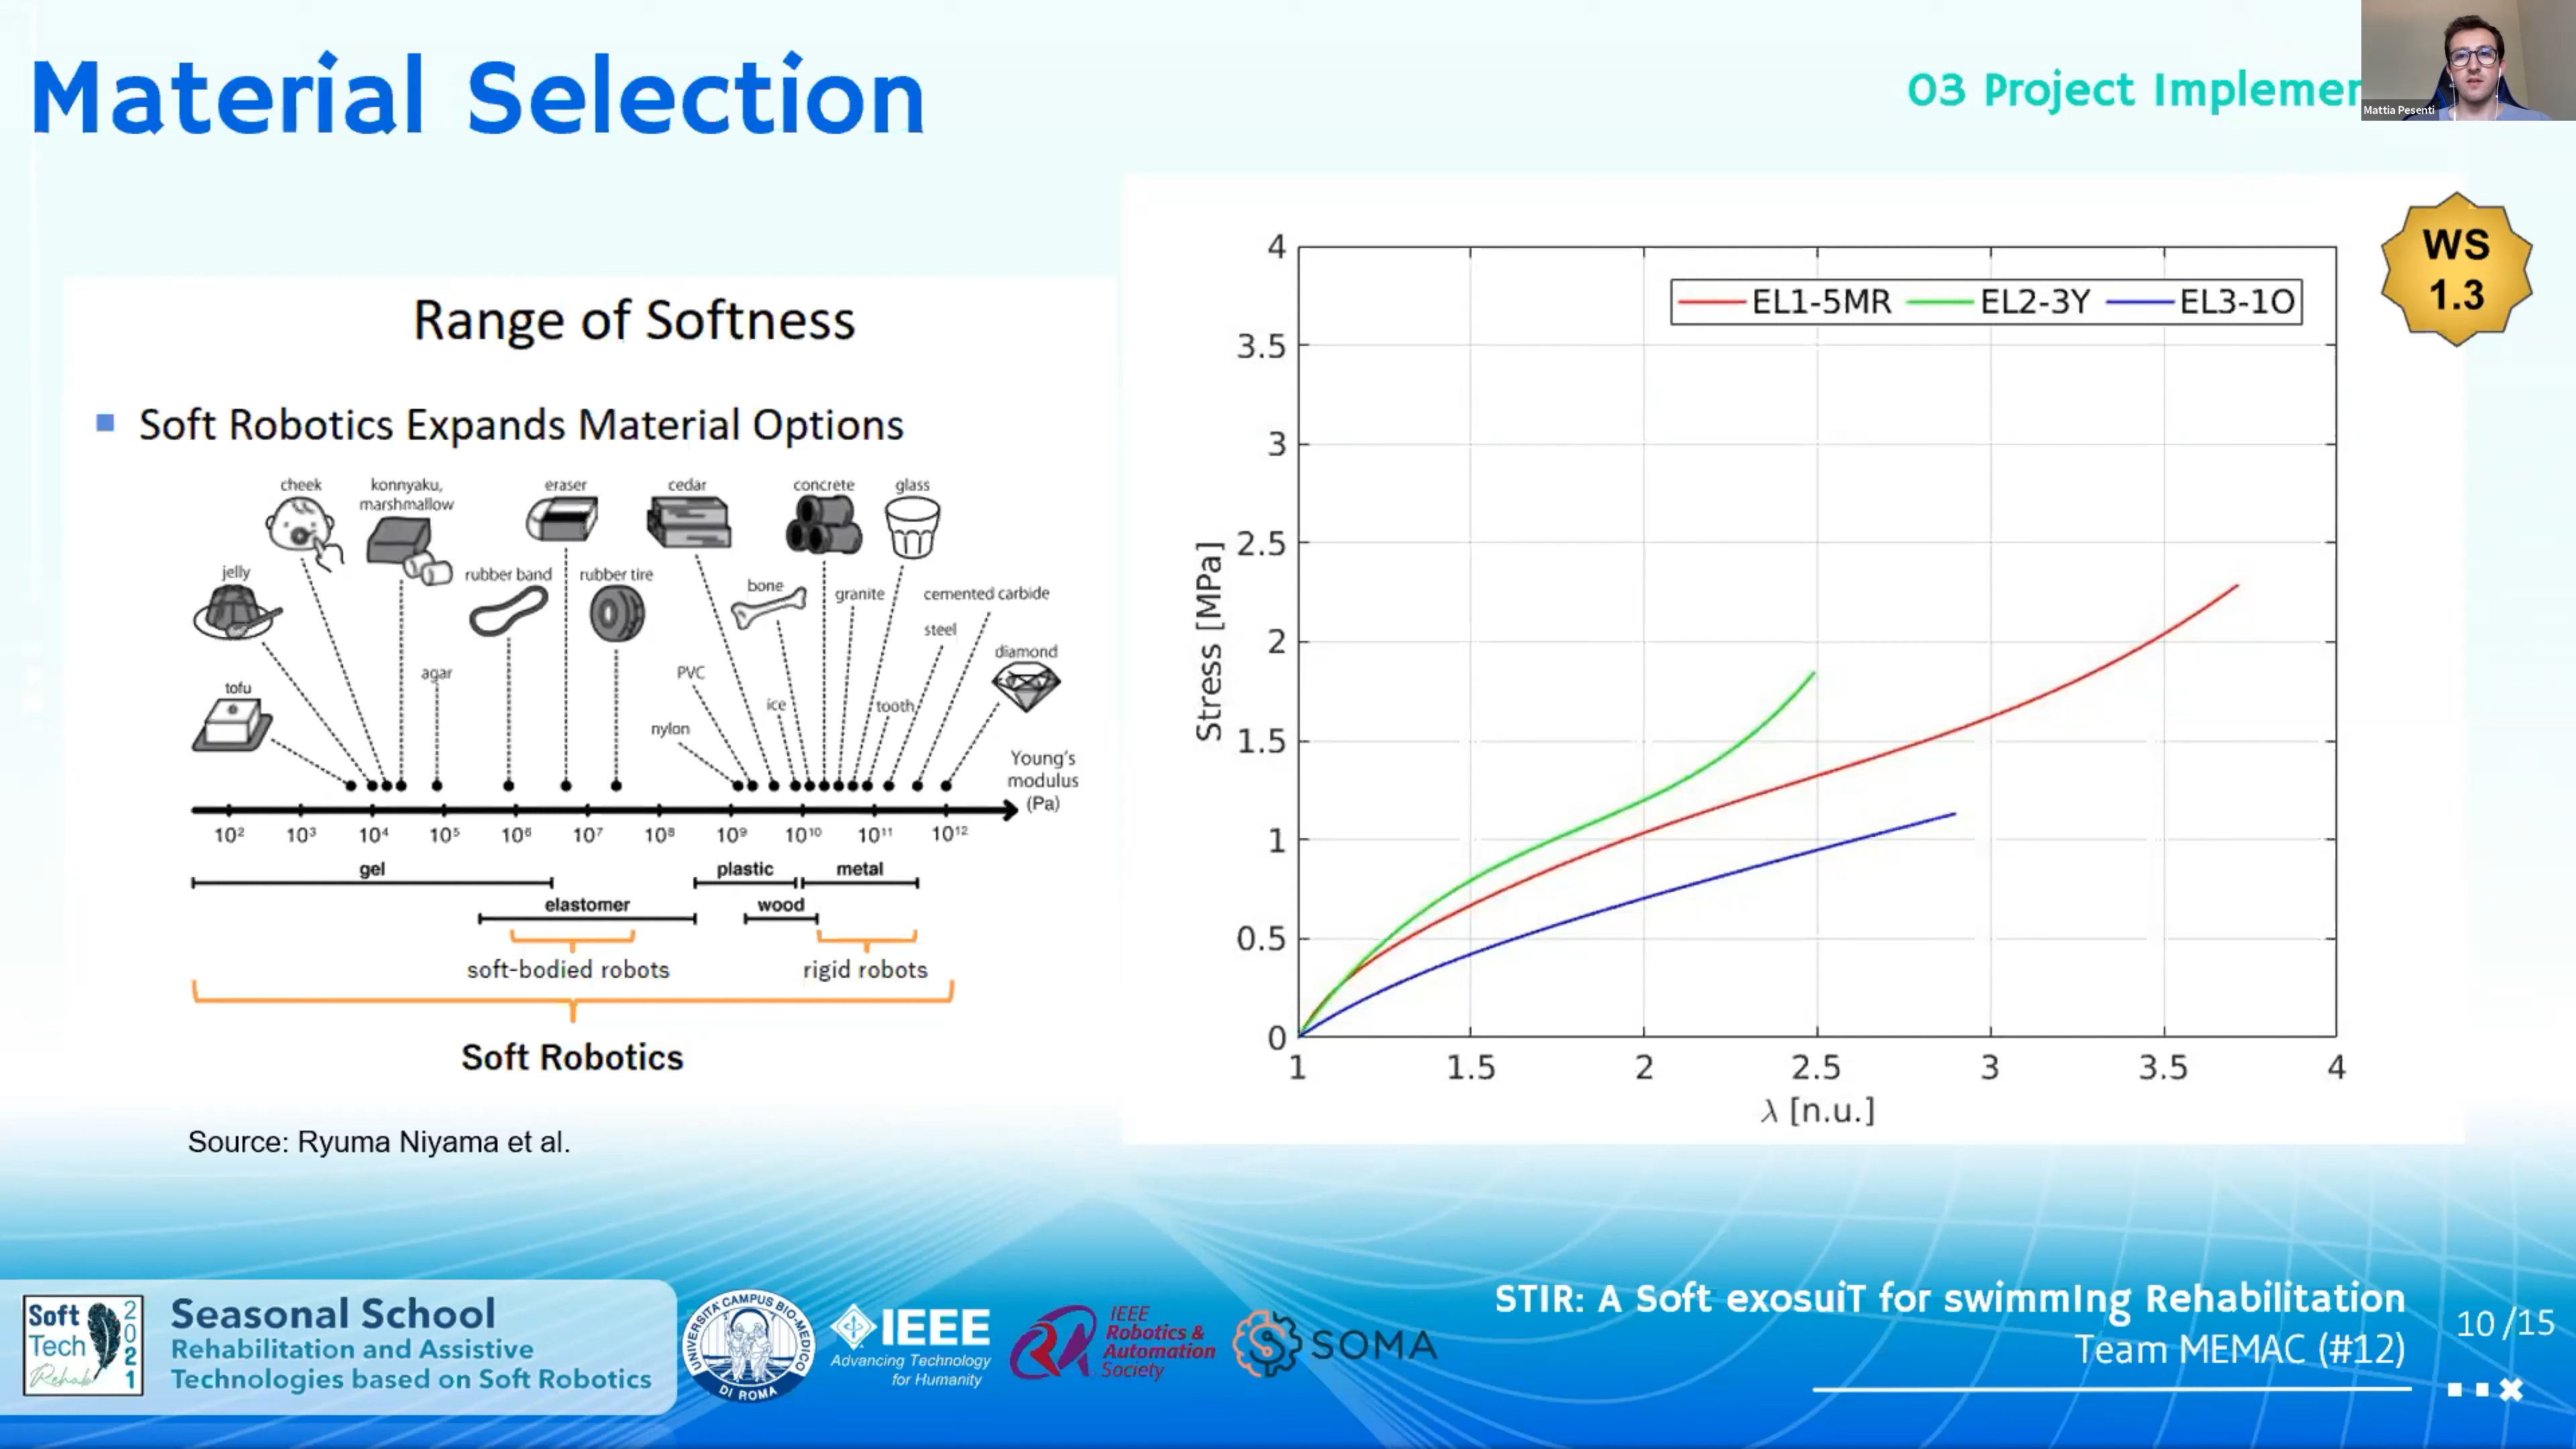 Material Selection
03 Project Implemen
Mattia Pesenti
WS
1.3
Range of Softness
Soft Robotics Expands Material Options
cheek
konnyaku,
marshmallow
eraser
cedar
concrete
glass
jelly
rubber band
rubber tire
bone
granite
cemented carbide
steel
diamond
tofu
agar
PVC
ice
tooth
nylon
Young's
modulus
(Pa)
10² 10³ 10⁴ 10⁵ 10⁶ 10⁷ 10⁸ 10⁹ 10¹⁰ 10¹¹ 10¹²
gel
plastic
metal
elastomer
wood
soft-bodied robots
rigid robots
Soft Robotics
Source: Ryuma Niyama et al.
EL1-5MR EL2-3Y EL3-1O
4
3.5
3
2.5
2
1.5
1
0.5
0
Stress [MPa]
1 1.5 2 2.5 3 3.5 4
λ [n.u.]
Soft
Tech
Rehab
2021
Seasonal School
Rehabilitation and Assistive
Technologies based on Soft Robotics
UNIVERSITA' CAMPUS BIO-MEDICO
DI ROMA
IEEE
Advancing Technology
for Humanity
RA
IEEE
Robotics &
Automation
Society
SOMA
STIR: A Soft exosuiT for swimmIng Rehabilitation
Team MEMAC (#12)
10 /15